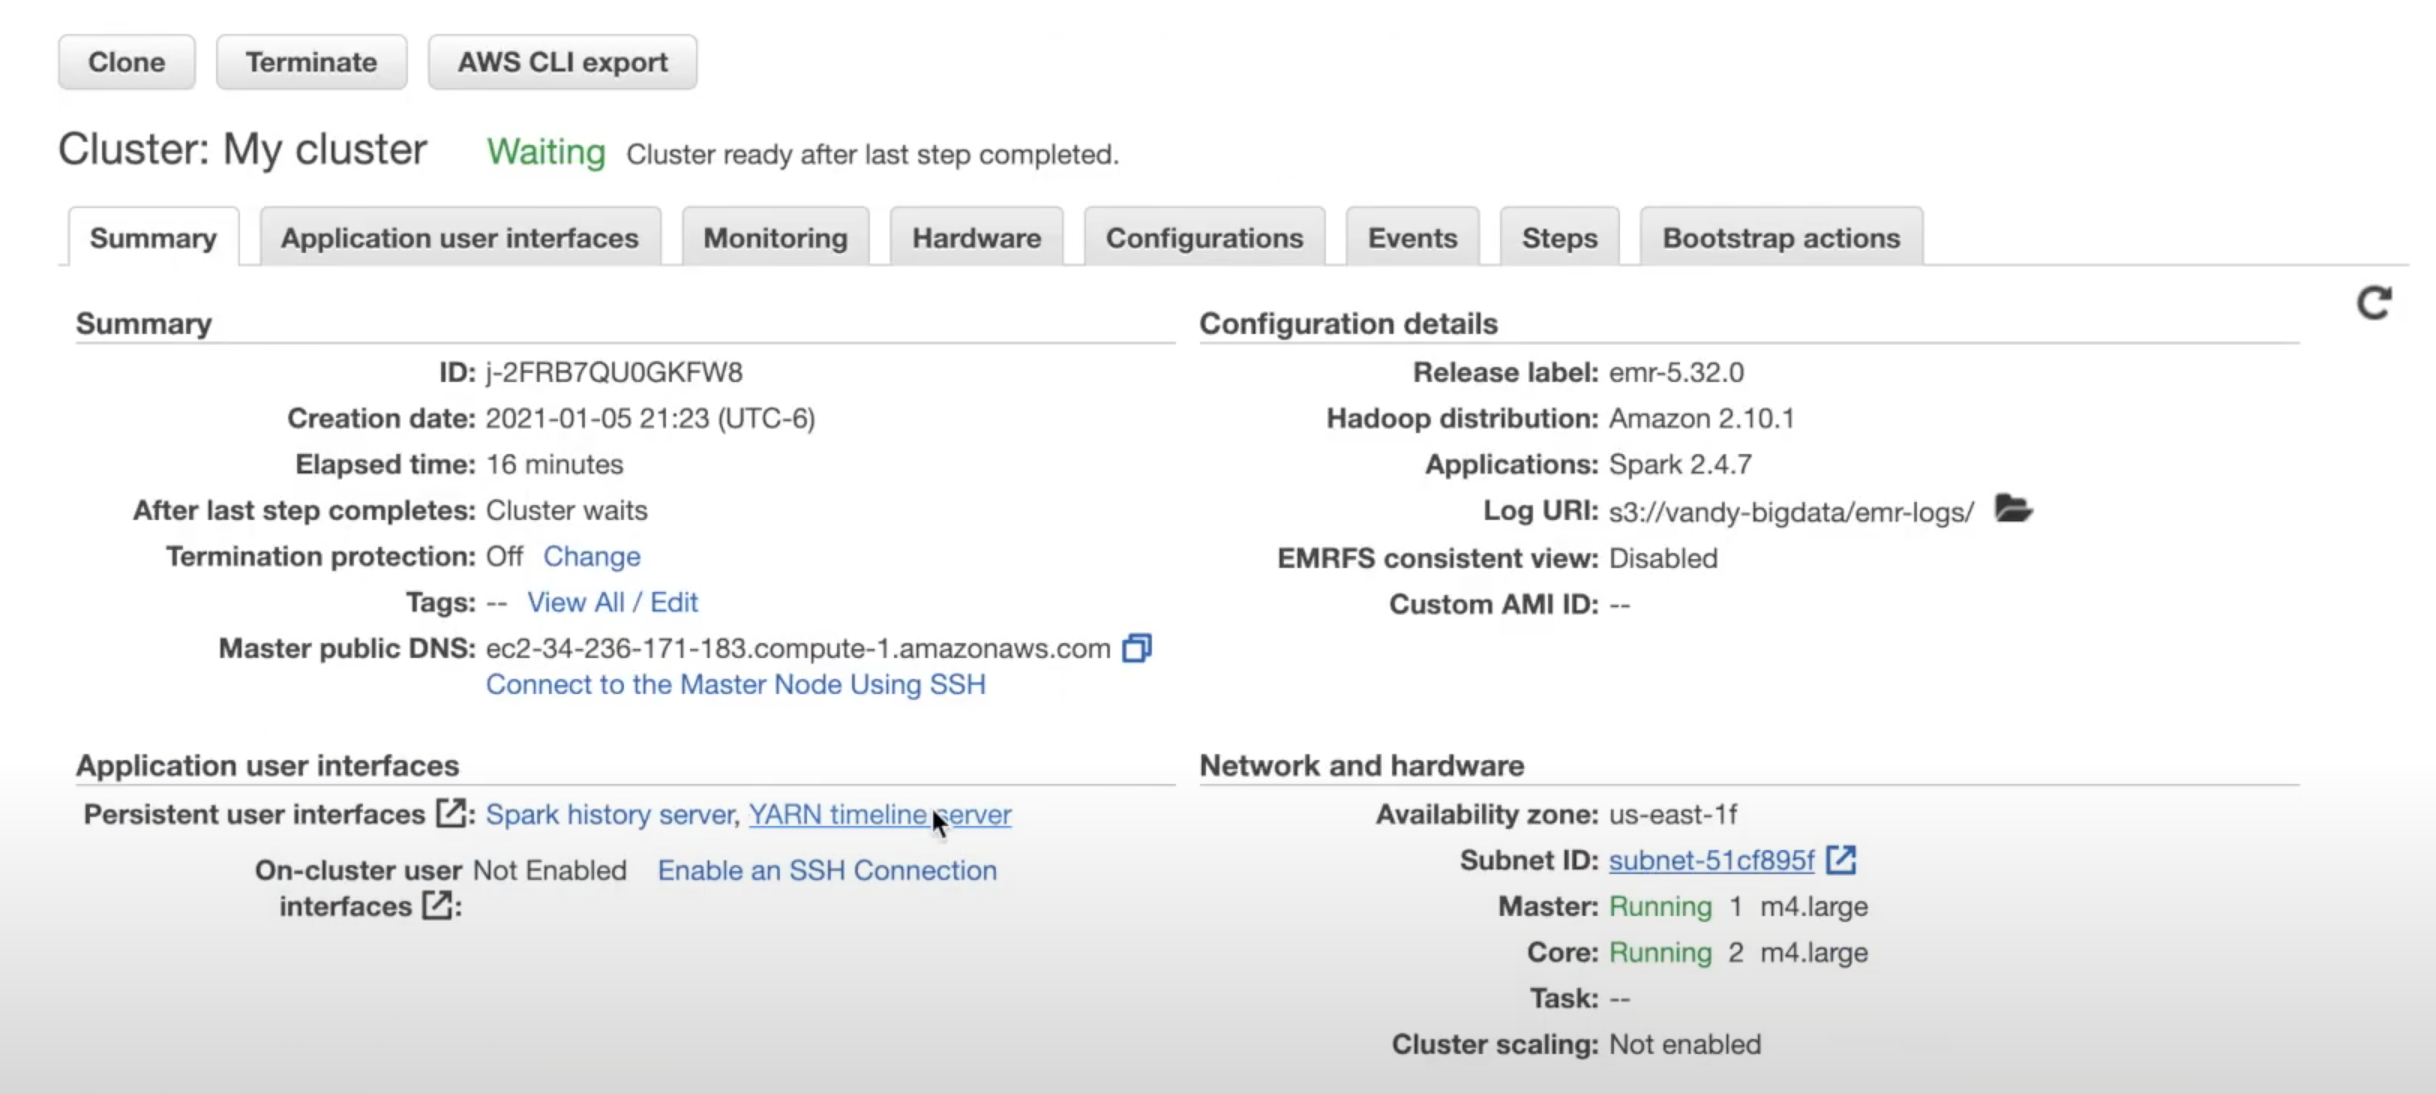 Clone Terminate AWS CLI export
Cluster: My cluster Waiting Cluster ready after last step completed.
Summary Application user interfaces Monitoring Hardware Configurations Events Steps Bootstrap actions
Summary
ID: j-2FRB7QU0GKFW8
Creation date: 2021-01-05 21:23 (UTC-6)
Elapsed time: 16 minutes
After last step completes: Cluster waits
Termination protection: Off Change
Tags: -- View All / Edit
Master public DNS: ec2-34-236-171-183.compute-1.amazonaws.com
Connect to the Master Node Using SSH
Configuration details
Release label: emr-5.32.0
Hadoop distribution: Amazon 2.10.1
Applications: Spark 2.4.7
Log URI: s3://vandy-bigdata/emr-logs/
EMRFS consistent view: Disabled
Custom AMI ID: --
Application user interfaces
Persistent user interfaces : Spark history server, YARN timeline server
On-cluster user Not Enabled Enable an SSH Connection
interfaces :
Network and hardware
Availability zone: us-east-1f
Subnet ID: subnet-51cf895f
Master: Running 1 m4.large
Core: Running 2 m4.large
Task: --
Cluster scaling: Not enabled